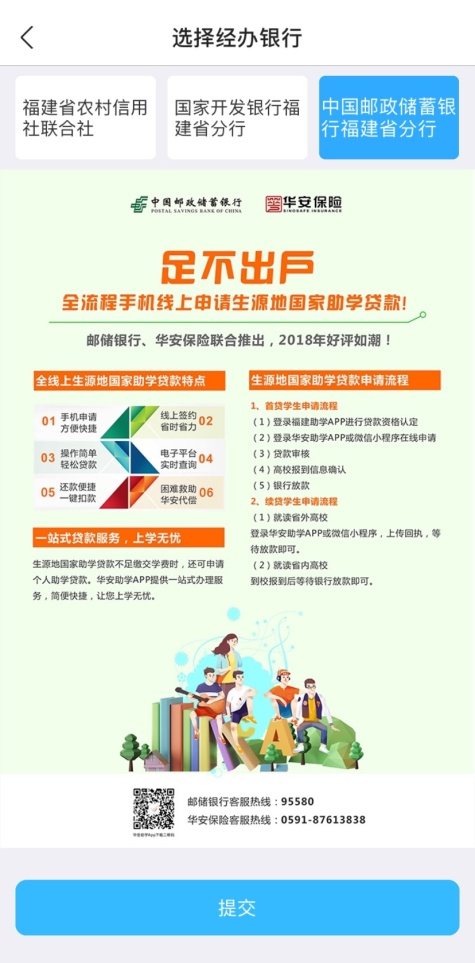 选择经办银行
福建省农村信用
社联合社
国家开发银行福
建省分行
中国邮政储蓄银
行福建省分行
中国邮政储蓄银行
POSTAL SAVINGS BANK OF CHINA
华安保险
SINOSAFE INSURANCE
足不出户
全流程手机线上申请生源地国家助学贷款!
邮储银行、华安保险联合推出，2018年好评如潮！
全线上生源地国家助学贷款特点
01 手机申请
方便快捷
线上签约
省时省力 02
03 操作简单
轻松贷款
电子平台
实时查询 04
05 还款便捷
一键扣款
困难救助
华安代偿 06
一站式贷款服务，上学无忧
生源地国家助学贷款不足缴交学费时，还可申请
个人助学贷款。华安助学APP提供一站式办理服
务，简便快捷，让您上学无忧。
生源地国家助学贷款申请流程
1、首贷学生申请流程
（1）登录福建助学APP进行贷款资格认定
（2）登录华安助学APP或微信小程序在线申请
（3）贷款审核
（4）高校报到信息确认
（5）银行放款
2、续贷学生申请流程
（1）就读省外高校
登录华安助学APP或微信小程序，上传回执，等
待放款即可。
（2）就读省内高校
到校报到后等待银行放款即可。
华安助学App下载二维码
邮储银行客服热线：95580
华安保险客服热线：0591-87613838
提交